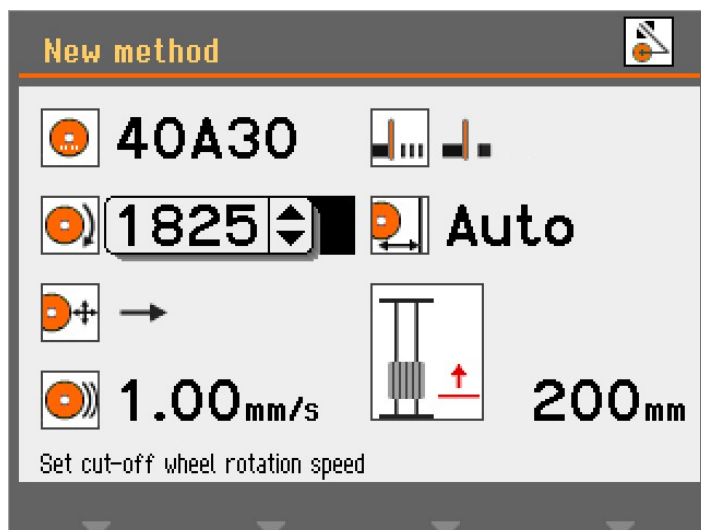 New method
40A30
1825
Auto
1.00mm/s
200mm
Set cut-off wheel rotation speed